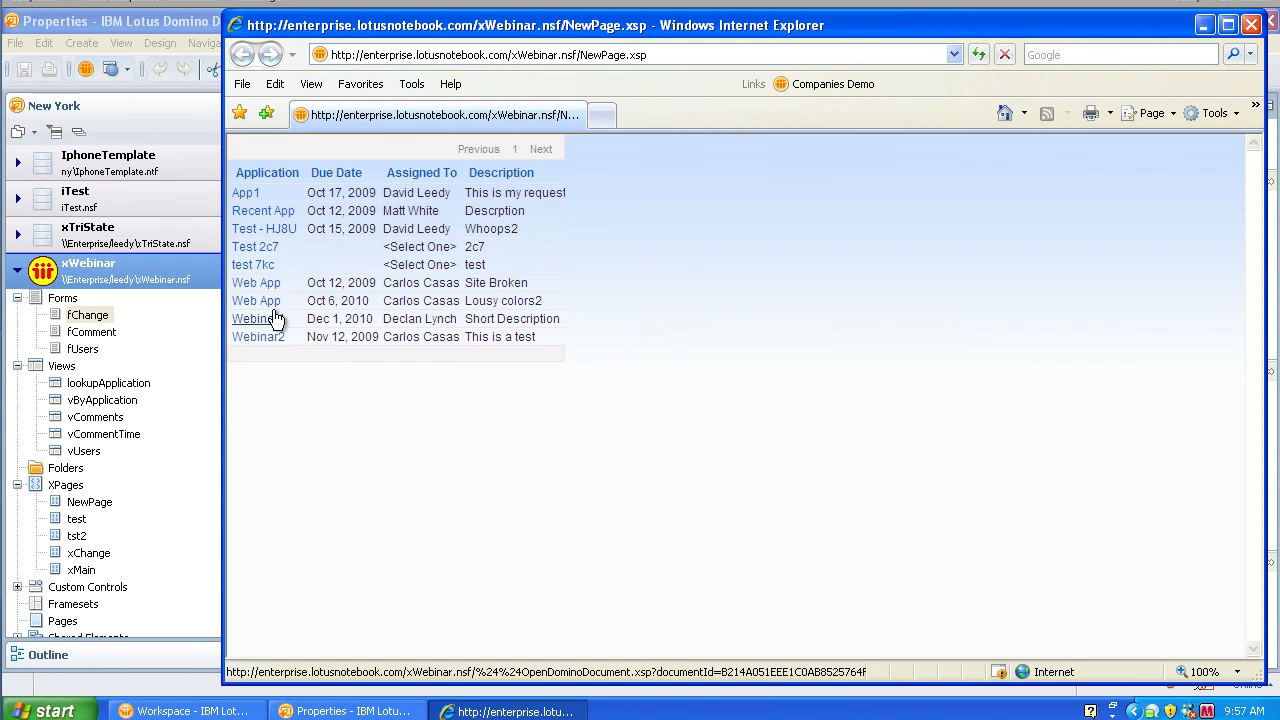 Properties - IBM Lotus Domino D
http://enterprise.lotusnotebook.com/xWebinar.nsf/NewPage.xsp - Windows Internet Explorer
File Edit Create View Design Naviga
http://enterprise.lotusnotebook.com/xWebinar.nsf/NewPage.xsp
Google
File Edit View Favorites Tools Help
Links Companies Demo
http://enterprise.lotusnotebook.com/xWebinar.nsf/N...
Page Tools
New York
IphoneTemplate
ny\IphoneTemplate.ntf
iTest
iTest.nsf
xTriState
\\Enterprise/leedy\xTriState.nsf
xWebinar
\\Enterprise/leedy\xWebinar.nsf
Forms
fChange
fComment
fUsers
Views
lookupApplication
vByApplication
vComments
vCommentTime
vUsers
Folders
XPages
NewPage
test
tst2
xChange
xMain
Custom Controls
Framesets
Pages
Shared Elements
Outline
Previous 1 Next
Application Due Date Assigned To Description
App1 Oct 17, 2009 David Leedy This is my request
Recent App Oct 12, 2009 Matt White Descrption
Test - HJ8U Oct 15, 2009 David Leedy Whoops2
Test 2c7 <Select One> 2c7
test 7kc <Select One> test
Web App Oct 12, 2009 Carlos Casas Site Broken
Web App Oct 6, 2010 Carlos Casas Lousy colors2
Webin Dec 1, 2010 Declan Lynch Short Description
Webinar2 Nov 12, 2009 Carlos Casas This is a test
http://enterprise.lotusnotebook.com/xWebinar.nsf/%24%24OpenDominoDocument.xsp?documentId=B214A051EEE1C0AB8525764F
Internet 100%
Online
start Workspace - IBM Lot... Properties - IBM Lotu... http://enterprise.lotu... 9:57 AM